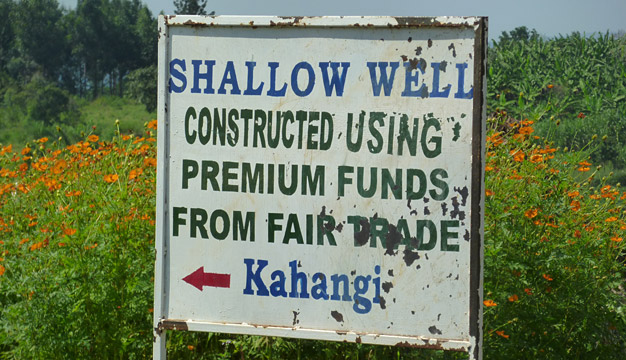 SHALLOW WELL
CONSTRUCTED USING
PREMIUM FUNDS
FROM FAIR TRADE
Kahangi